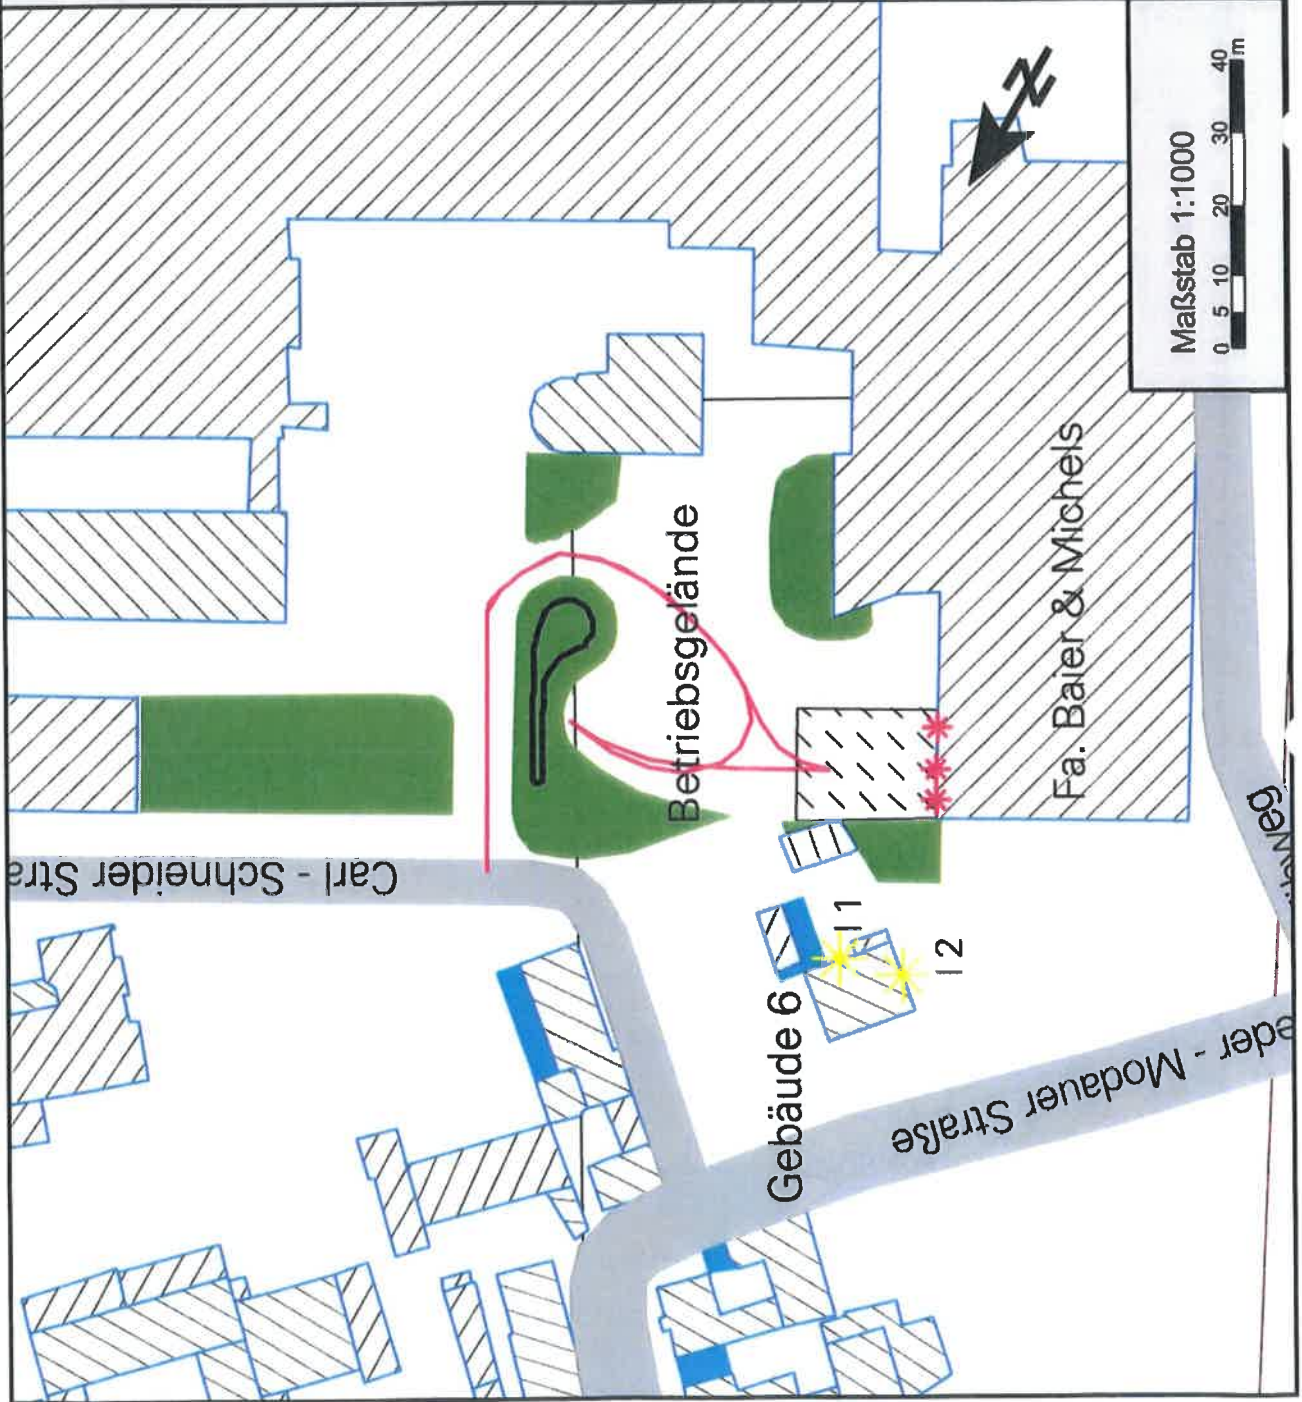 Carl - Schneider Stra
Betriebsgelände
Fa. Baier & Michels
Gebäude 6
I 1
I 2
eder - Modauer Straße
N
Maßstab 1:1000
0 5 10 20 30 40
m